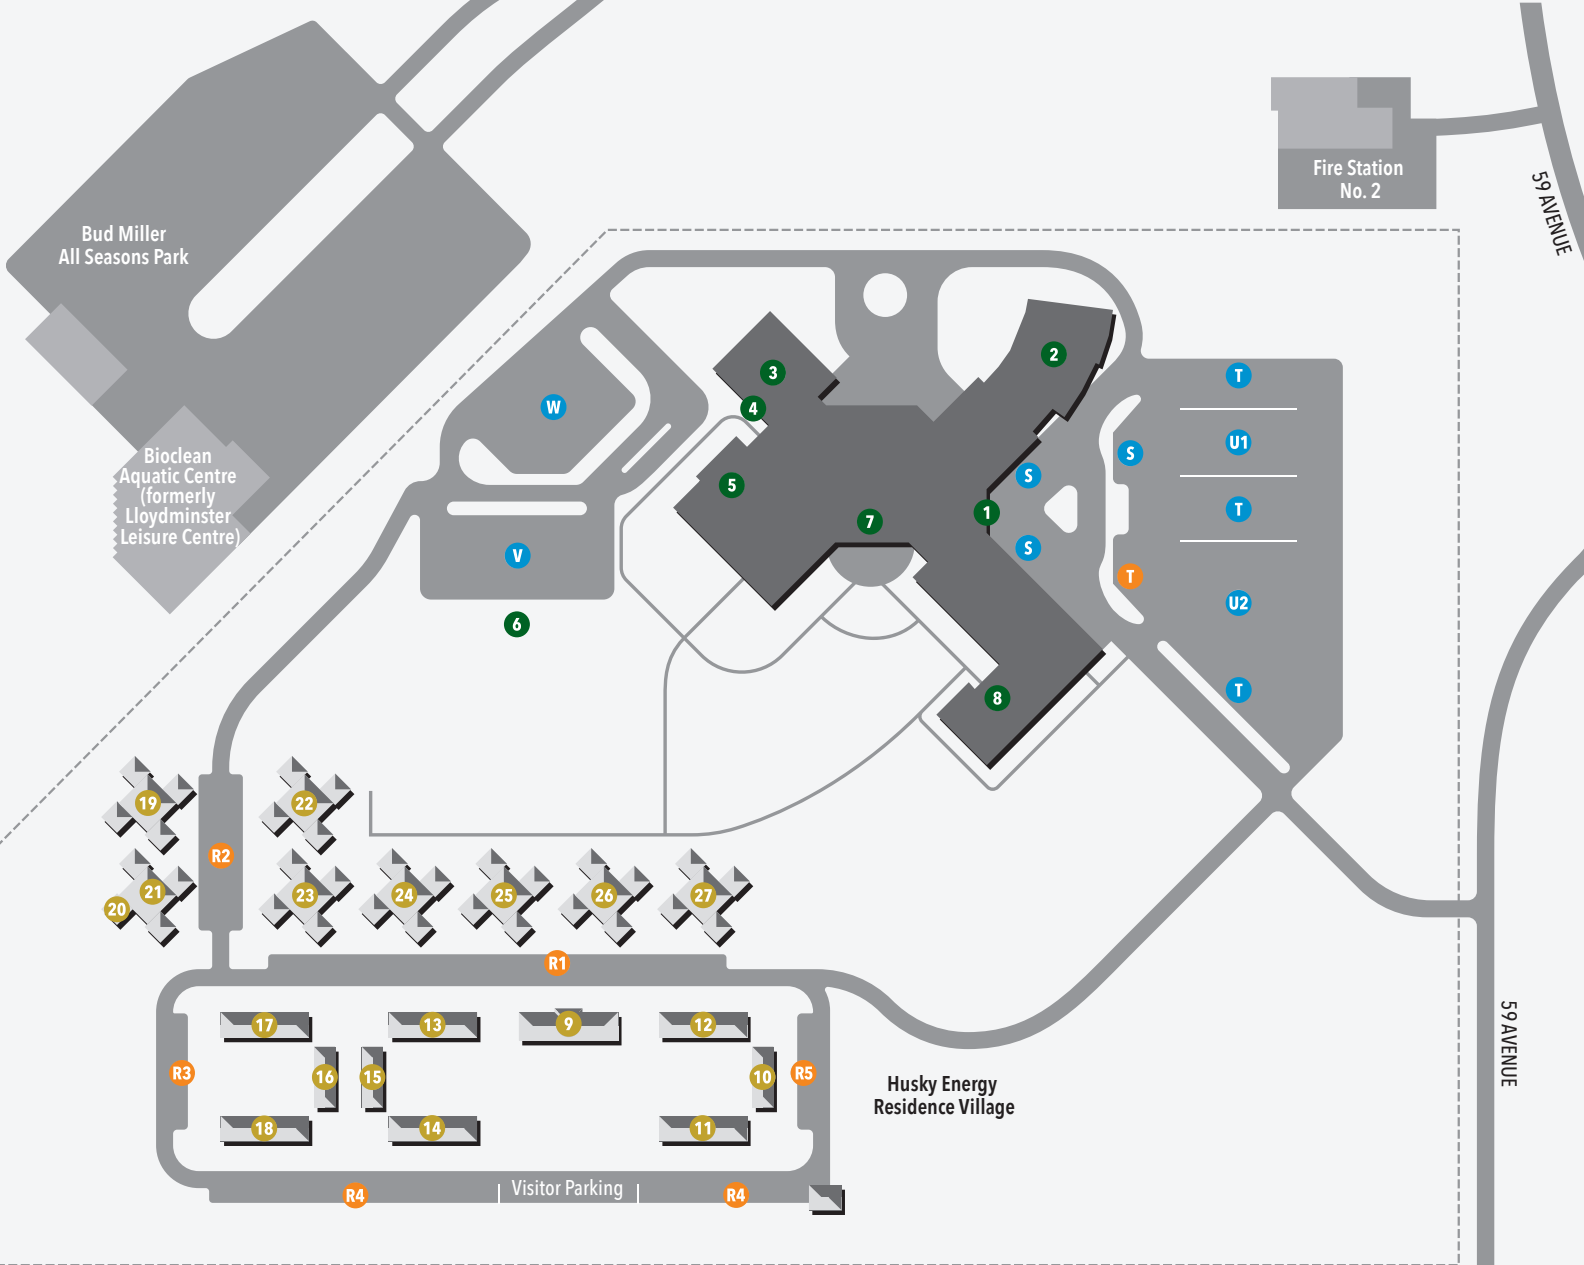 Fire Station
No. 2
59 AVENUE
Bud Miller
All Seasons Park
Bioclean
Aquatic Centre
(formerly
Lloydminster
Leisure Centre)
2
3
T
4
W
U1
S
S
5
1
T
7
S
V
T
U2
6
T
8
19
22
R2
21
20
23
24
25
26
27
R1
59 AVENUE
17
13
9
12
R3
16
15
10
R5
Husky Energy
Residence Village
18
14
11
R4
Visitor Parking
R4